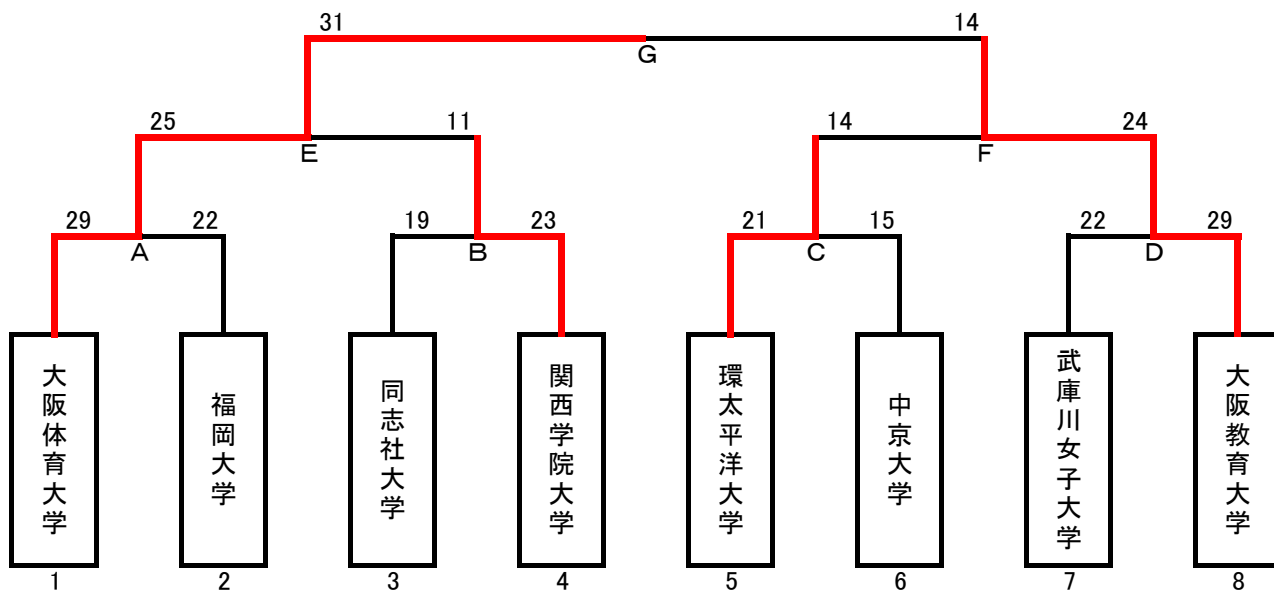 31 14
G
25 11 14 24
E F
29 22 19 23 21 15 22 29
A B C D
大阪体育大学
福岡大学
同志社大学
関西学院大学
環太平洋大学
中京大学
武庫川女子大学
大阪教育大学
1 2 3 4 5 6 7 8